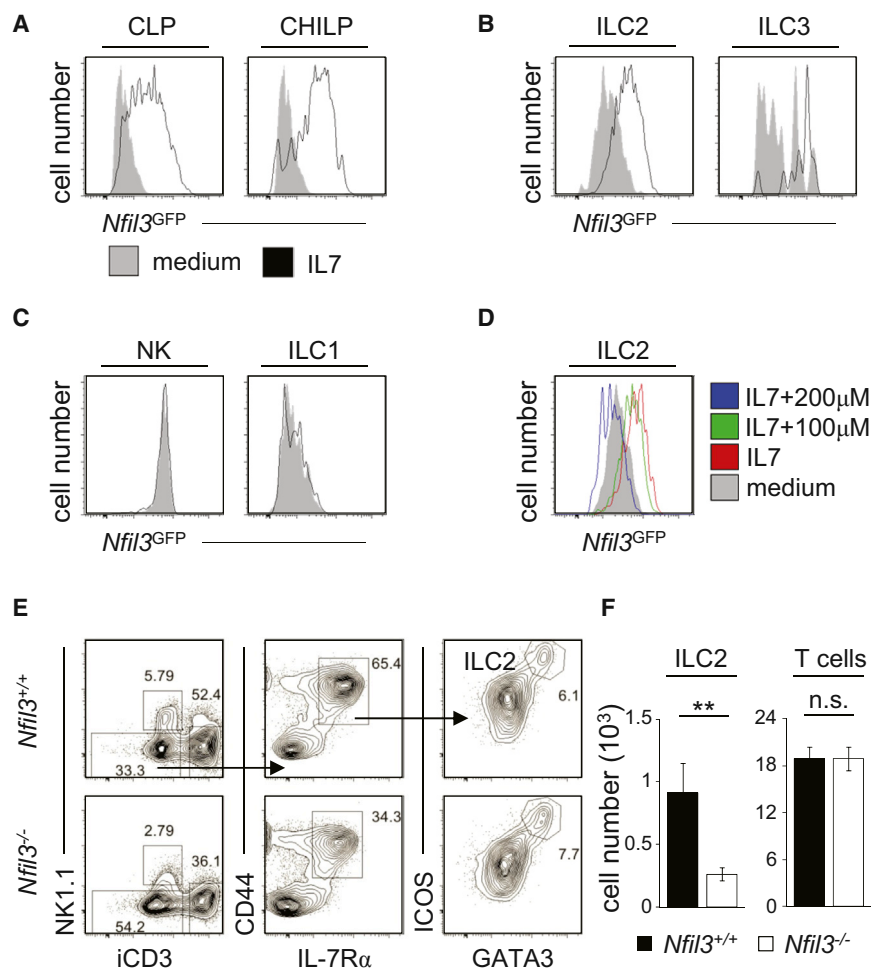 A
CLP
CHILP
cell number
Nfil3GFP
medium
IL7
B
ILC2
ILC3
cell number
Nfil3GFP
C
NK
ILC1
cell number
Nfil3GFP
D
ILC2
cell number
Nfil3GFP
IL7+200µM
IL7+100µM
IL7
medium
E
Nfil3+/+
5.79
52.4
33.3
65.4
ILC2
6.1
Nfil3-/-
2.79
36.1
54.2
34.3
7.7
NK1.1
CD44
ICOS
iCD3
IL-7Rα
GATA3
F
ILC2
T cells
**
n.s.
cell number (10³)
1.5
1
0.5
0
24
18
12
6
0
Nfil3+/+
Nfil3-/-